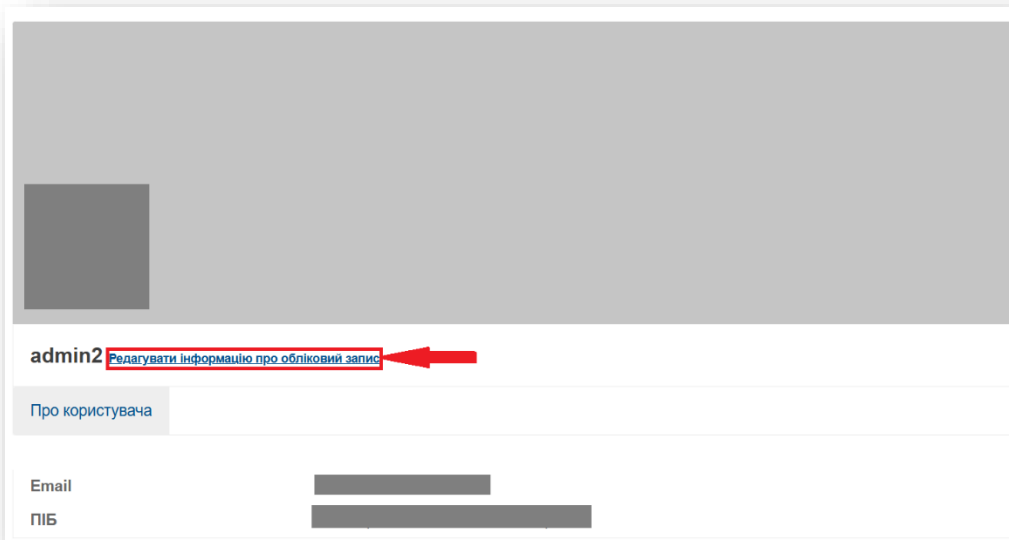 admin2 Редагувати інформацію про обліковий запис
Про користувача
Email
ПІБ